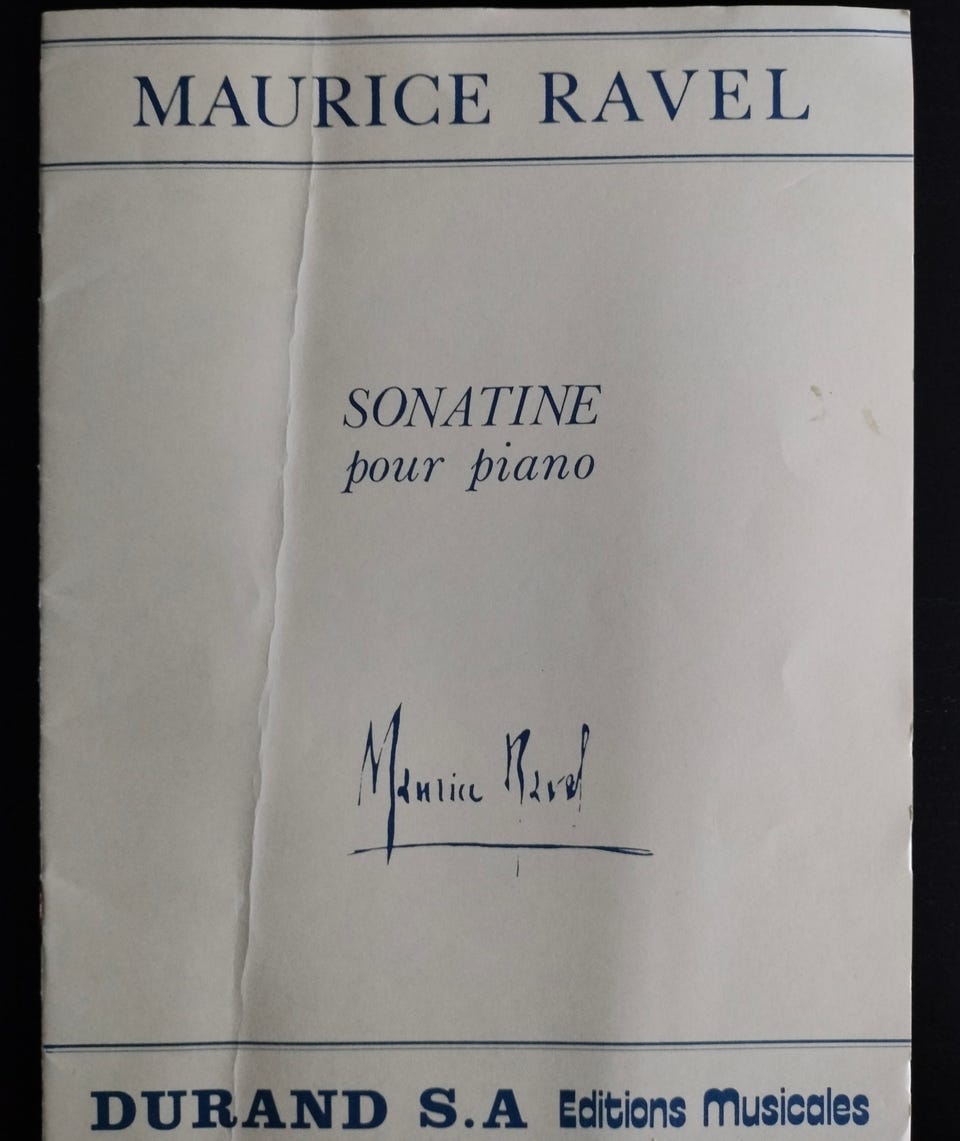 MAURICE RAVEL
SONATINE
pour piano
Maurice Ravel
DURAND S.A Editions Musicales